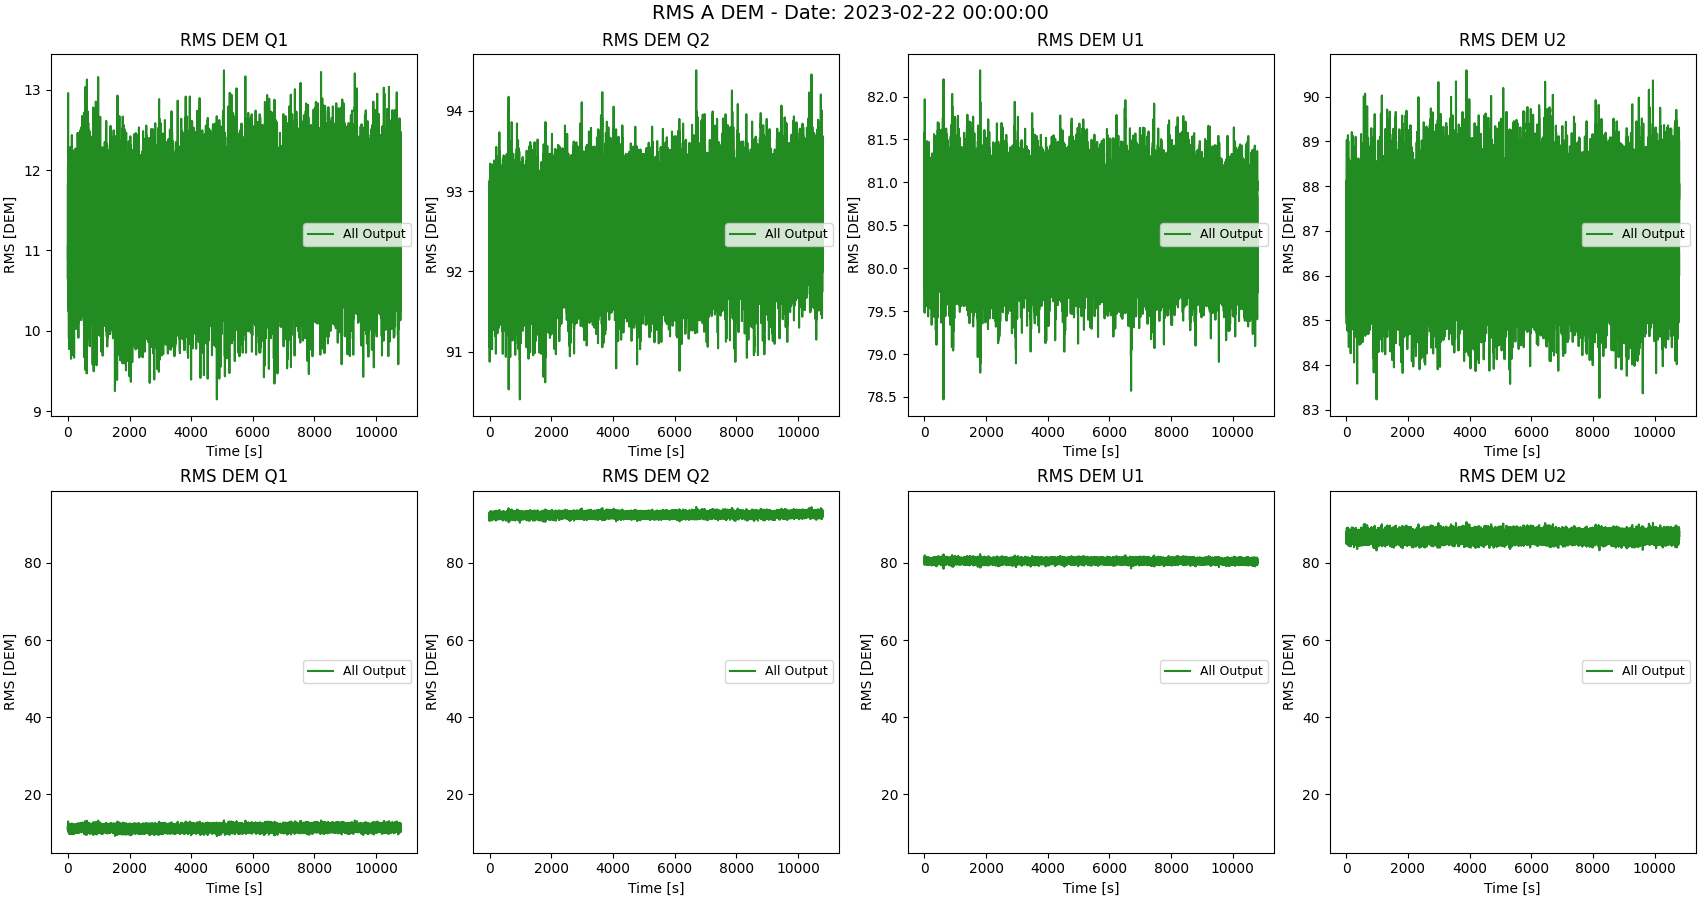 RMS A DEM - Date: 2023-02-22 00:00:00
RMS DEM Q1
RMS DEM Q2
RMS DEM U1
RMS DEM U2
RMS [DEM]
13
12
11
10
9
All Output
0 2000 4000 6000 8000 10000
Time [s]
RMS [DEM]
94
93
92
91
All Output
0 2000 4000 6000 8000 10000
Time [s]
RMS [DEM]
82.0
81.5
81.0
80.5
80.0
79.5
79.0
78.5
All Output
0 2000 4000 6000 8000 10000
Time [s]
RMS [DEM]
90
89
88
87
86
85
84
83
All Output
0 2000 4000 6000 8000 10000
Time [s]
RMS DEM Q1
RMS DEM Q2
RMS DEM U1
RMS DEM U2
RMS [DEM]
80
60
40
20
All Output
0 2000 4000 6000 8000 10000
Time [s]
RMS [DEM]
80
60
40
20
All Output
0 2000 4000 6000 8000 10000
Time [s]
RMS [DEM]
80
60
40
20
All Output
0 2000 4000 6000 8000 10000
Time [s]
RMS [DEM]
80
60
40
20
All Output
0 2000 4000 6000 8000 10000
Time [s]